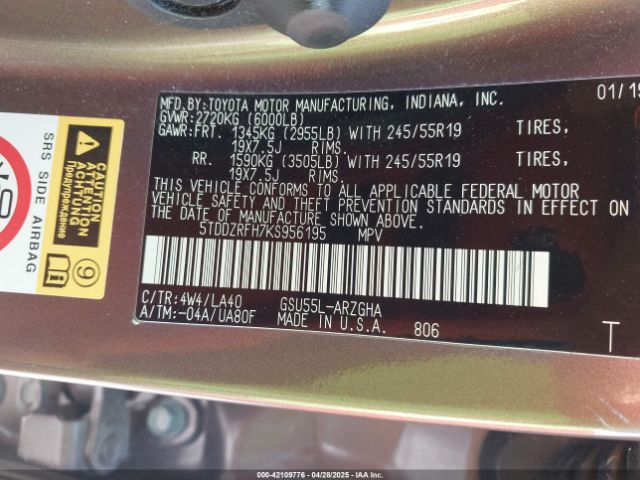 MFD.BY:TOYOTA MOTOR MANUFACTURING, INDIANA, INC. 01/19
GVWR:2720KG (6000LB)
GAWR:FRT. 1345KG (2955LB) WITH 245/55R19 TIRES,
19X7.5J RIMS.
RR. 1590KG (3505LB) WITH 245/55R19 TIRES,
19X7.5J RIMS.
THIS VEHICLE CONFORMS TO ALL APPLICABLE FEDERAL MOTOR
VEHICLE SAFETY AND THEFT PREVENTION STANDARDS IN EFFECT ON
THE DATE OF MANUFACTURE SHOWN ABOVE.
5TDDZRFH7KS956195 MPV
C/TR:4W4/LA40 GSU55L-ARZGHA
A/TM:-04A/UA80F MADE IN U.S.A. 806
T
SRS SIDE AIRBAG
CAUTION
ATTENTION
Предупреждение
9
000-42109776 | 04/28/2025 | Copyright © IAA